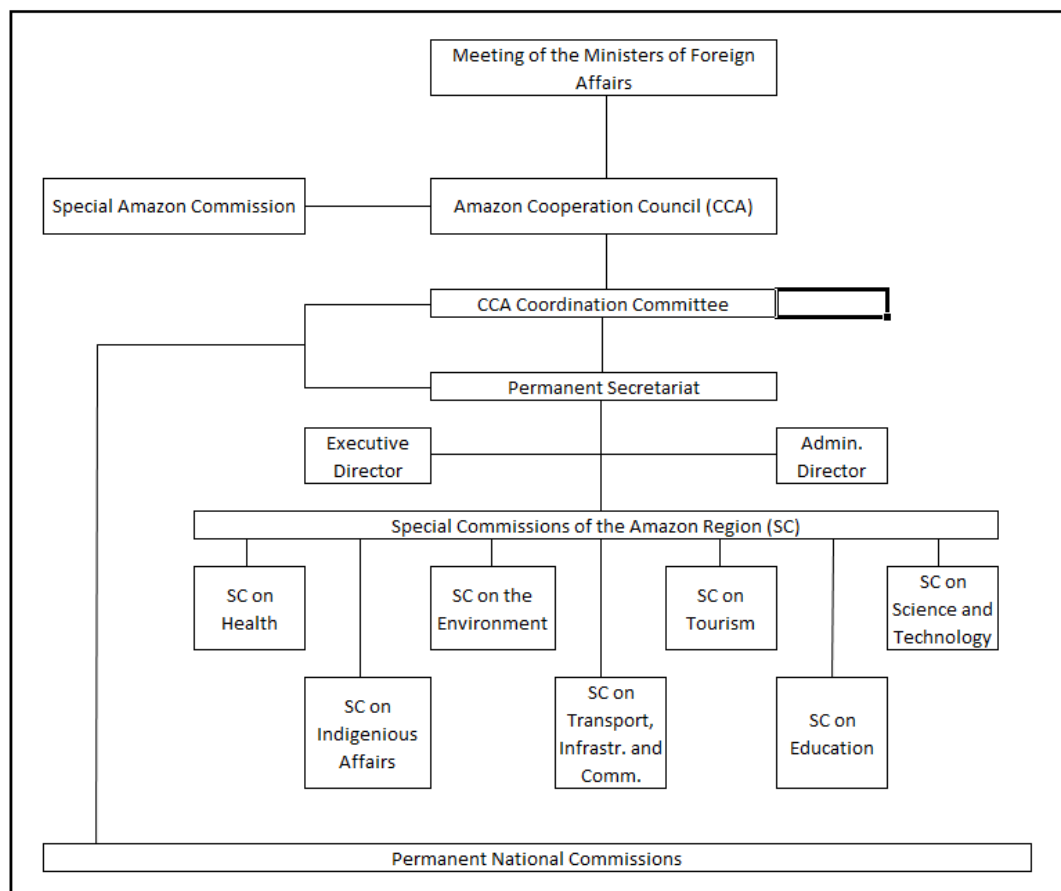 Meeting of the Ministers of Foreign
Affairs
Special Amazon Commission
Amazon Cooperation Council (CCA)
CCA Coordination Committee
Permanent Secretariat
Executive
Director
Admin.
Director
Special Commissions of the Amazon Region (SC)
SC on
Health
SC on the
Environment
SC on
Tourism
SC on
Science and
Technology
SC on
Indigenious
Affairs
SC on
Transport,
Infrastr. and
Comm.
SC on
Education
Permanent National Commissions